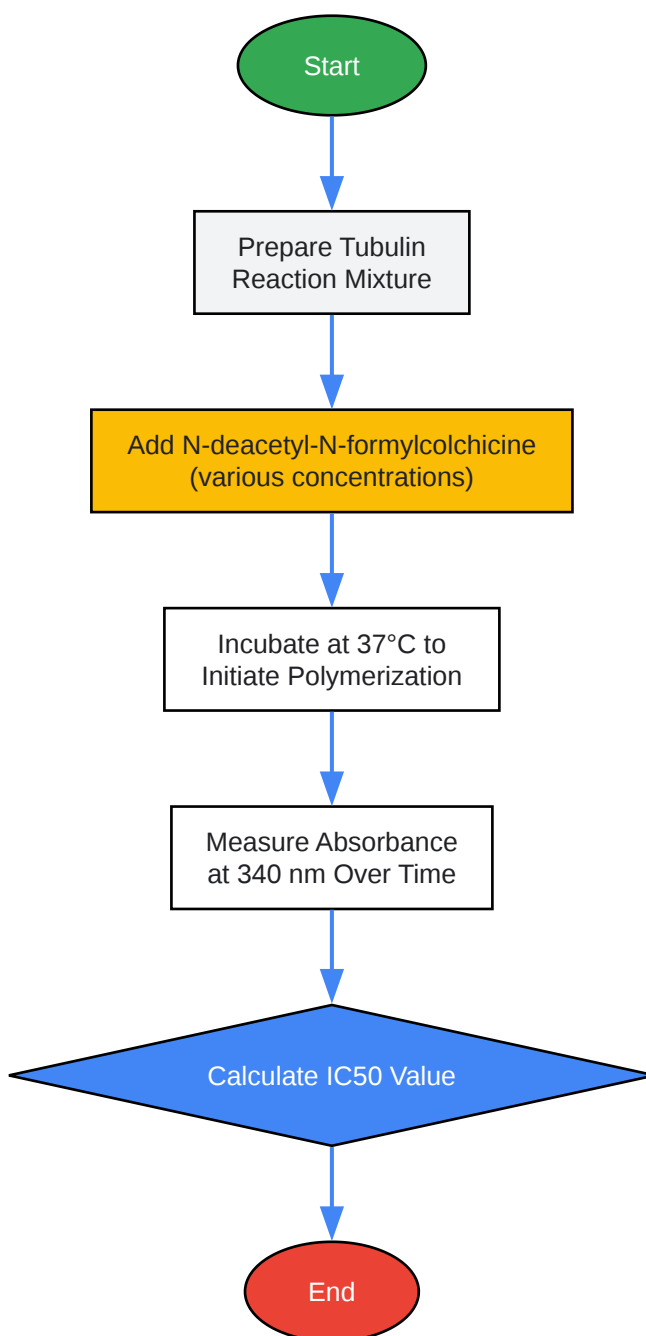 Start
Prepare Tubulin
Reaction Mixture
Add N-deacetyl-N-formylcolchicine
(various concentrations)
Incubate at 37°C to
Initiate Polymerization
Measure Absorbance
at 340 nm Over Time
Calculate IC50 Value
End